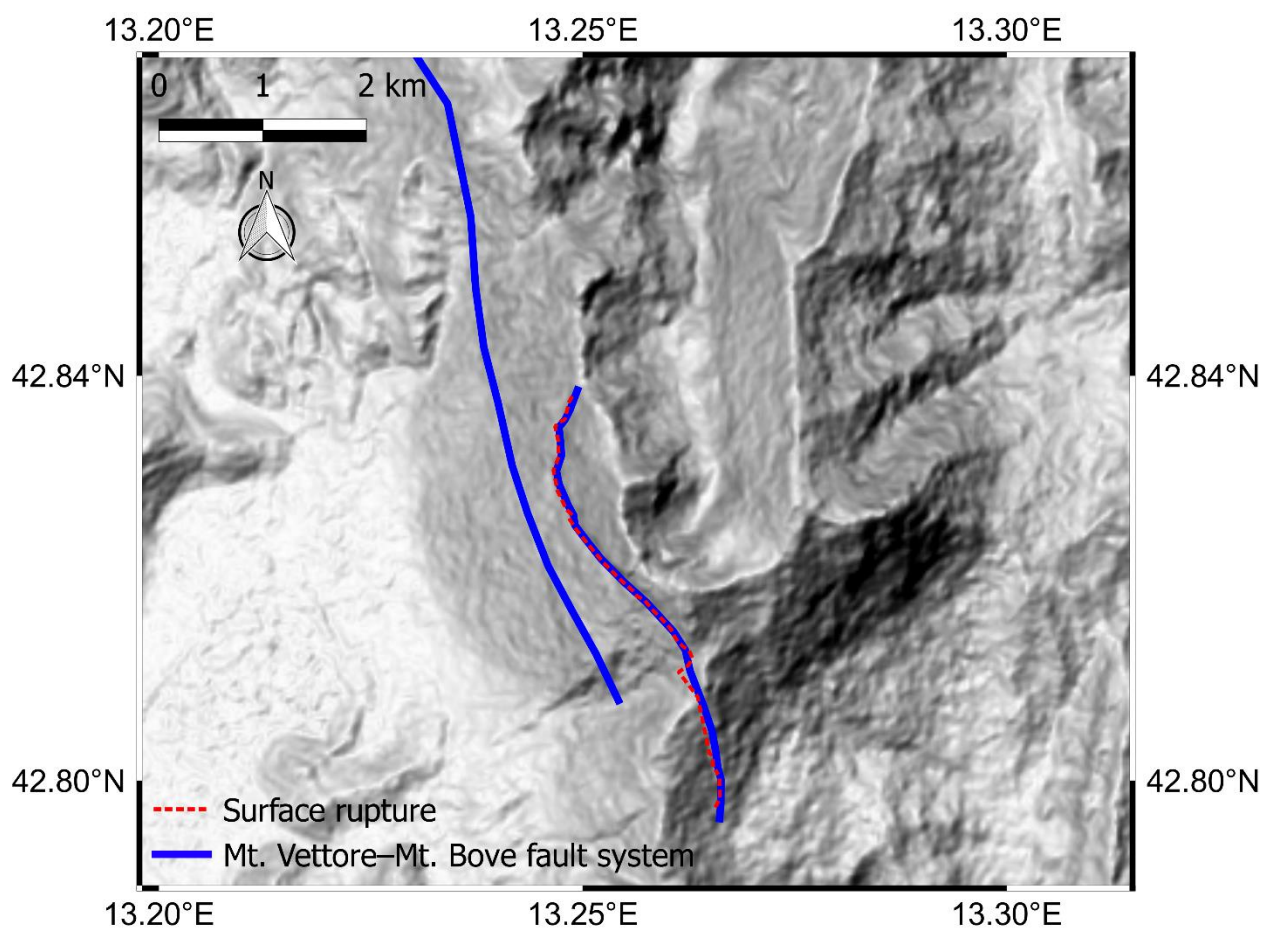 13.20°E 13.25°E 13.30°E
0 1 2 km
N
42.84°N 42.84°N
42.80°N 42.80°N
Surface rupture
Mt. Vettore–Mt. Bove fault system
13.20°E 13.25°E 13.30°E